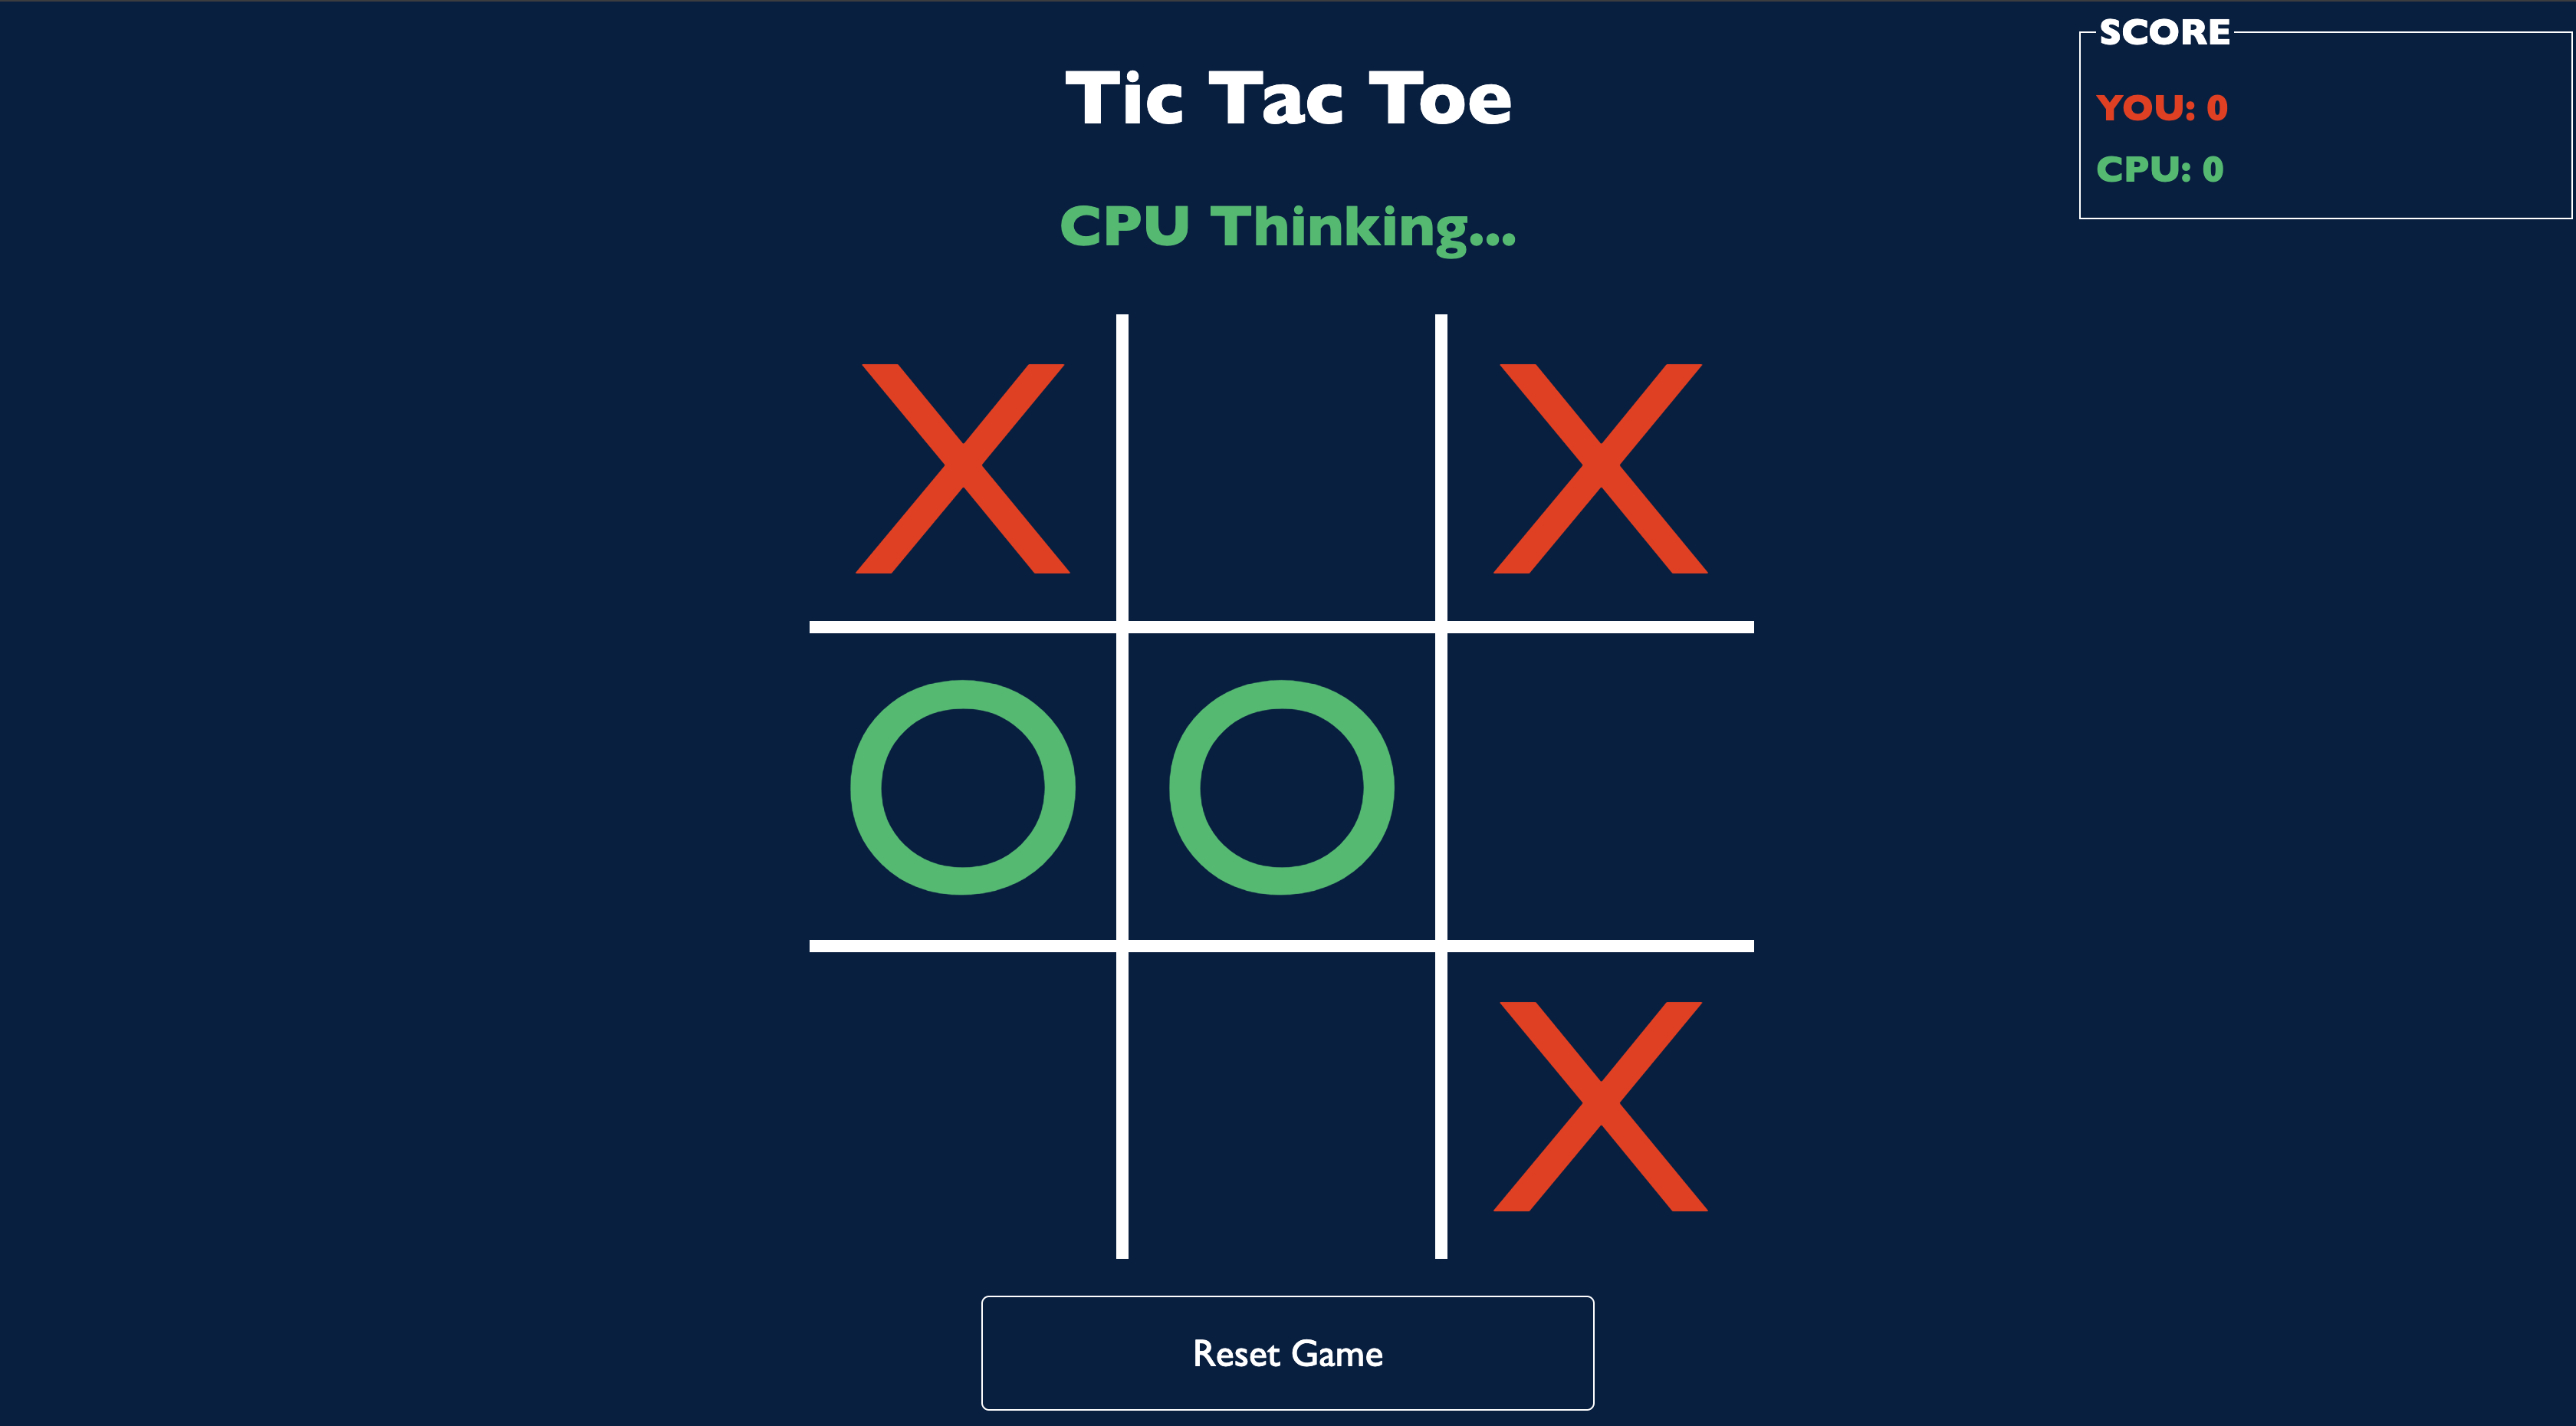 Tic Tac Toe
SCORE
YOU: 0
CPU: 0
CPU Thinking...
X X
O O
X
Reset Game